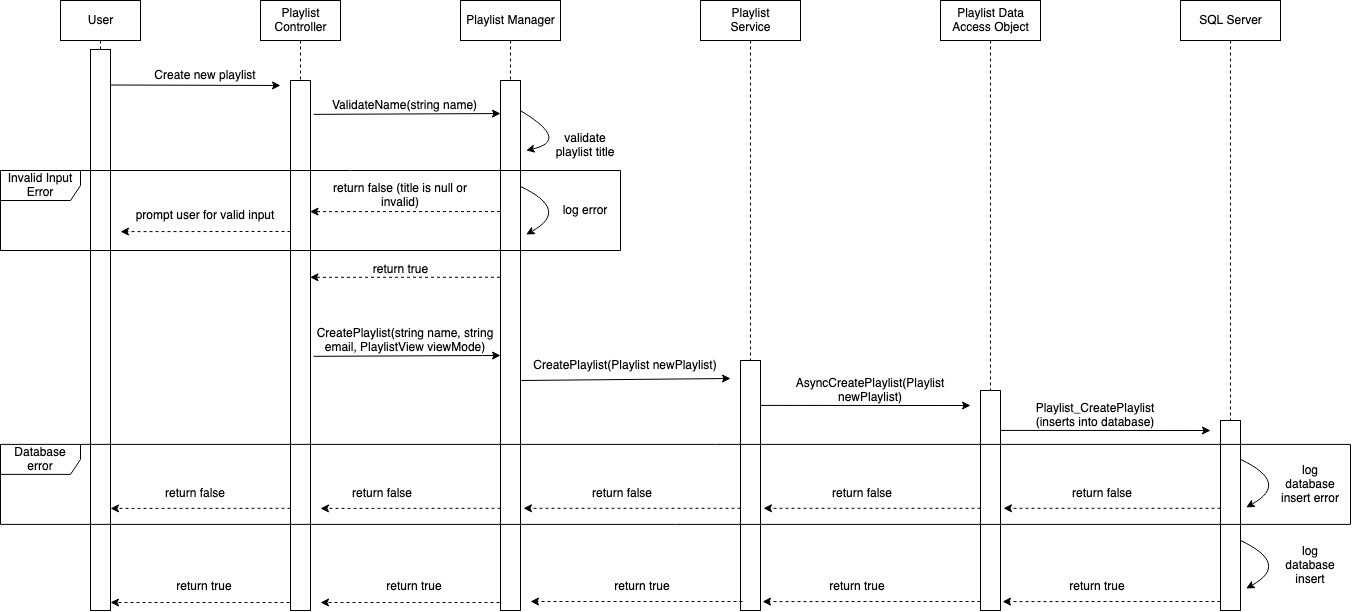 User
Playlist
Controller
Playlist Manager
Playlist
Service
Playlist Data
Access Object
SQL Server
Create new playlist
ValidateName(string name)
validate
playlist title
Invalid Input
Error
return false (title is null or
invalid)
log error
prompt user for valid input
return true
CreatePlaylist(string name, string
email, PlaylistView viewMode)
CreatePlaylist(Playlist newPlaylist)
AsyncCreatePlaylist(Playlist
newPlaylist)
Playlist_CreatePlaylist
(inserts into database)
Database
error
log
database
insert error
return false
return false
return false
return false
return false
log
database
insert
return true
return true
return true
return true
return true